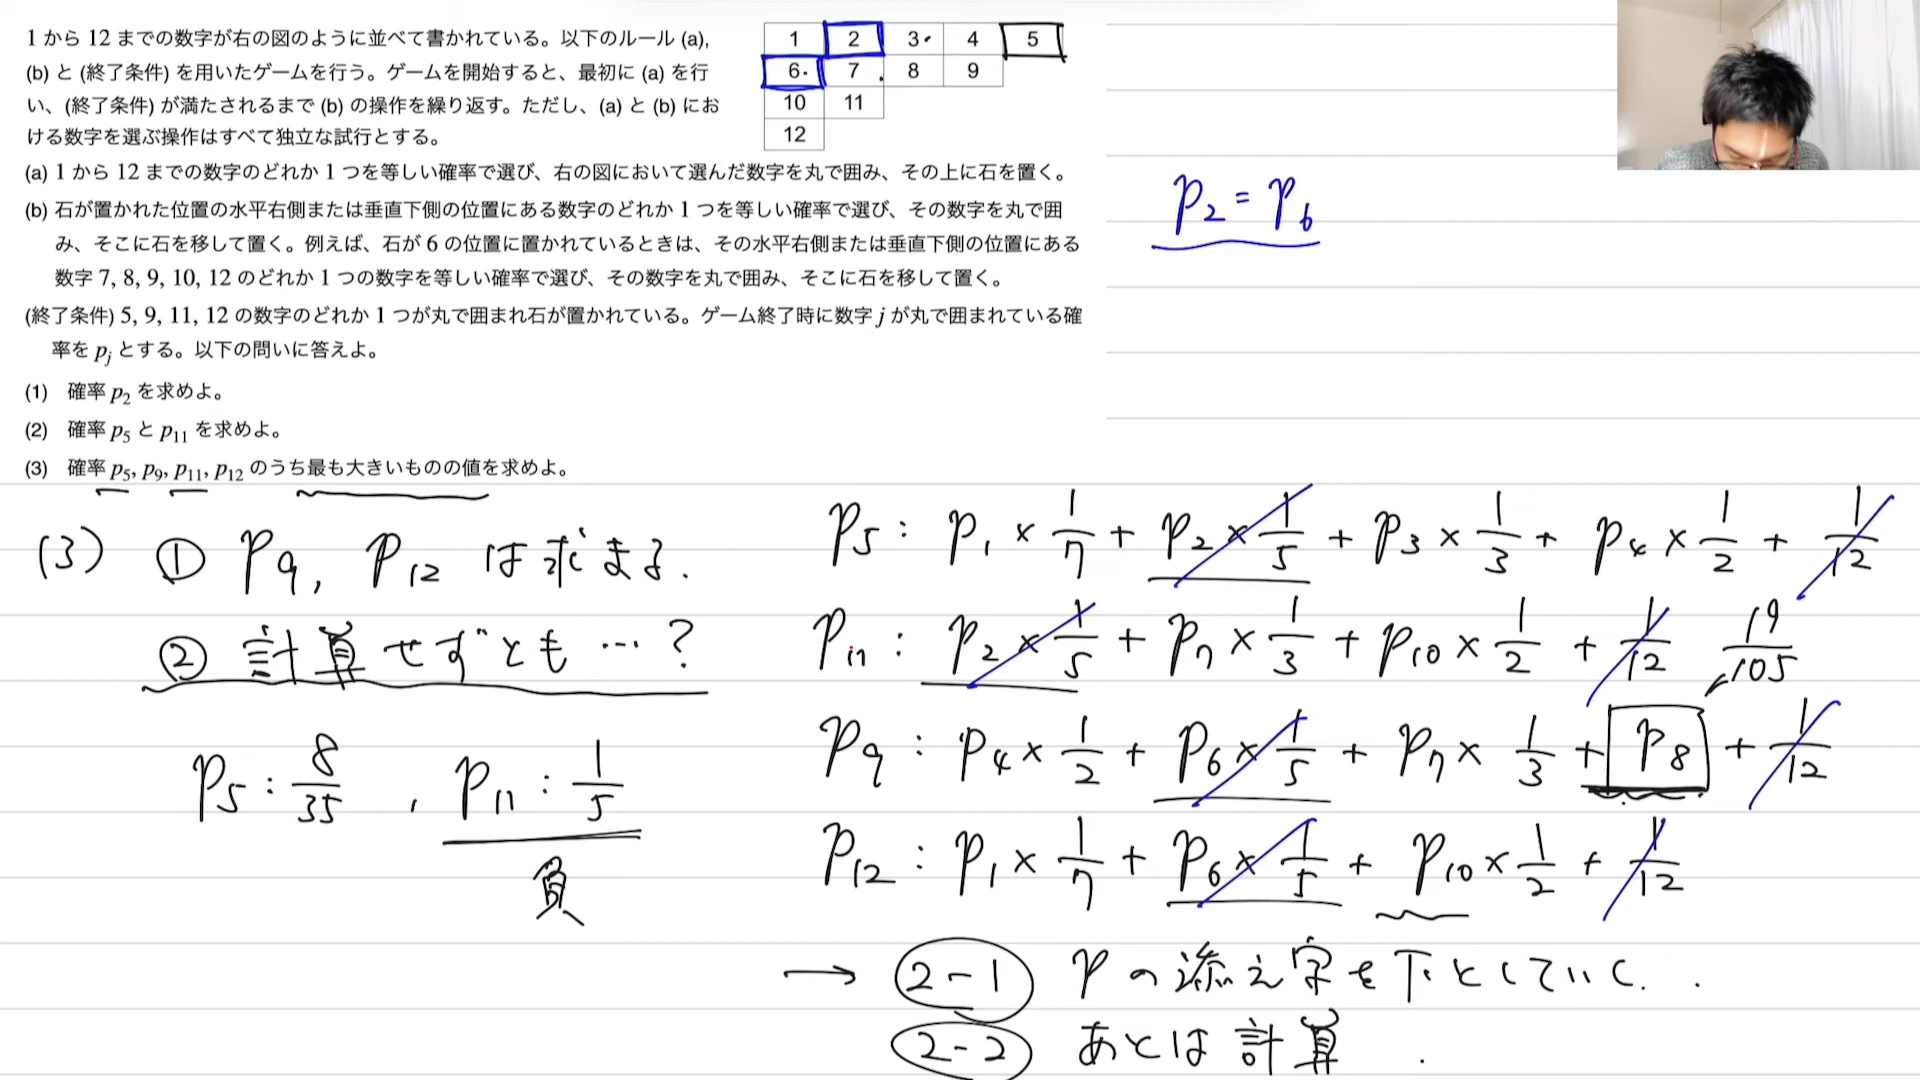 1 から 12 までの数字が右の図のように並べて書かれている。以下のルール (a),
(b) と (終了条件) を用いたゲームを行う。ゲームを開始すると、最初に (a) を行
い、(終了条件) が満たされるまで (b) の操作を繰り返す。ただし、(a) と (b) にお
ける数字を選ぶ操作はすべて独立な試行とする。
1 2 3 4 5
6 7 8 9
10 11
12
(a) 1 から 12 までの数字のどれか 1 つを等しい確率で選び、右の図において選んだ数字を丸で囲み、その上に石を置く。
(b) 石が置かれた位置の水平右側または垂直下側の位置にある数字のどれか 1 つを等しい確率で選び、その数字を丸で囲
み、そこに石を移して置く。例えば、石が 6 の位置に置かれているときは、その水平右側または垂直下側の位置にある
数字 7, 8, 9, 10, 12 のどれか 1 つの数字を等しい確率で選び、その数字を丸で囲み、そこに石を移して置く。
(終了条件) 5, 9, 11, 12 の数字のどれか 1 つが丸で囲まれ石が置かれている。ゲーム終了時に数字 j が丸で囲まれている確
率を p_j とする。以下の問いに答えよ。
(1) 確率 p_2 を求めよ。
(2) 確率 p_5 と p_11 を求めよ。
(3) 確率 p_5, p_9, p_11, p_12 のうち最も大きいものの値を求めよ。
p_2 = p_6
(3) ① p_9, p_12 は求まる.
② 計算せずとも…?
p_5 : 8/35 , p_11 : 1/5
負
p_5 : p_1 × 1/7 + p_2 × 1/5 + p_3 × 1/3 + p_4 × 1/2 + 1/12
p_11 : p_2 × 1/5 + p_7 × 1/3 + p_10 × 1/2 + 1/12
19/105
p_9 : p_4 × 1/2 + p_6 × 1/5 + p_7 × 1/3 + p_8 + 1/12
p_12 : p_1 × 1/7 + p_6 × 1/5 + p_10 × 1/2 + 1/12
→ 2-1 pの添え字を下としていく.
2-2 あとは計算.